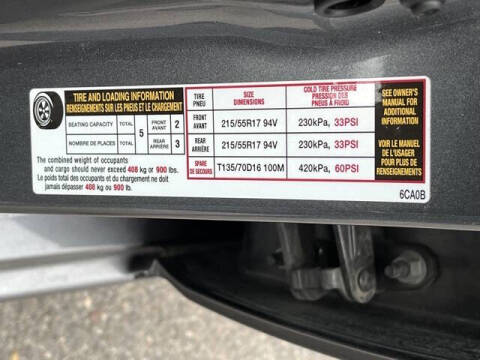 TIRE AND LOADING INFORMATION
RENSEIGNEMENTS SUR LES PNEUS ET LE CHARGEMENT
SEATING CAPACITY TOTAL 5 FRONT AVANT 2
NOMBRE DE PLACES TOTAL REAR ARRIÈRE 3
The combined weight of occupants
and cargo should never exceed 408 kg or 900 lbs.
Le poids total des occupants et du chargement ne doit
jamais dépasser 408 kg ou 900 lb.
TIRE PNEU SIZE DIMENSIONS COLD TIRE PRESSURE PRESSION DES PNEUS À FROID
FRONT AVANT 215/55R17 94V 230kPa, 33PSI
REAR ARRIÈRE 215/55R17 94V 230kPa, 33PSI
SPARE DE SECOURS T135/70D16 100M 420kPa, 60PSI
SEE OWNER'S
MANUAL FOR
ADDITIONAL
INFORMATION
VOIR LE MANUEL
DE L'USAGER
POUR PLUS DE
RENSEIGNEMENTS
6CA0B